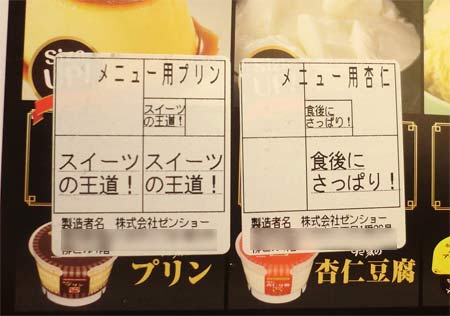 メニュー用プリン
スイーツ
の王道！
スイーツ
の王道！
スイーツ
の王道！
製造者名　株式会社ゼンショー
プリン
メニュー用杏仁
食後に
さっぱり！
食後に
さっぱり！
製造者名　株式会社ゼンショー
杏仁豆腐